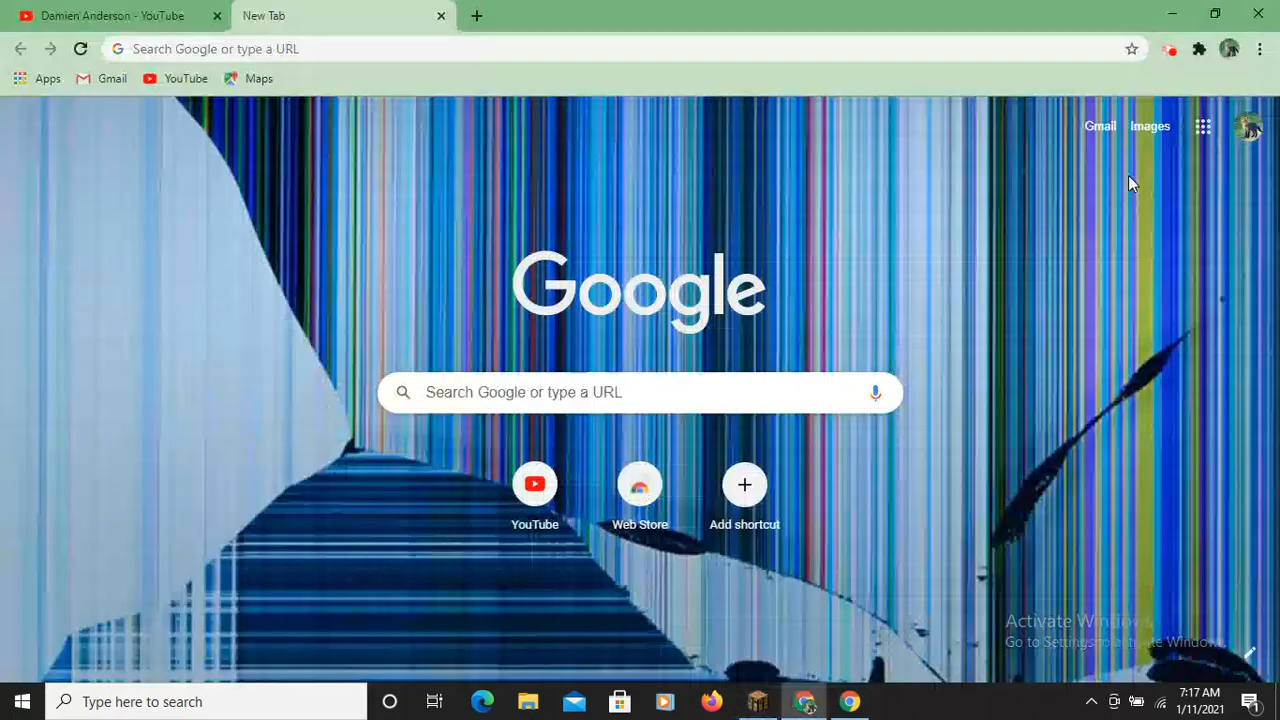 Damien Anderson - YouTube
New Tab
Search Google or type a URL
Apps
Gmail
YouTube
Maps
Gmail
Images
Google
Search Google or type a URL
YouTube
Web Store
Add shortcut
Activate Windows
Go to Settings to activate Windows.
Type here to search
7:17 AM
1/11/2021
1